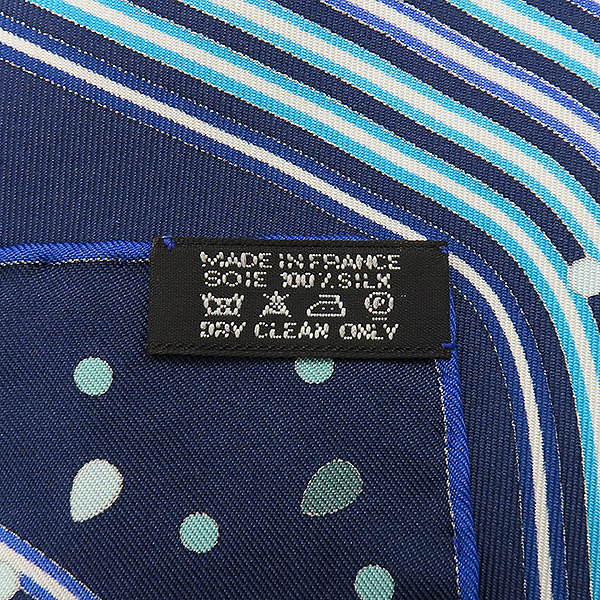 MADE IN FRANCE
SOIE 100% SILK
DRY CLEAN ONLY